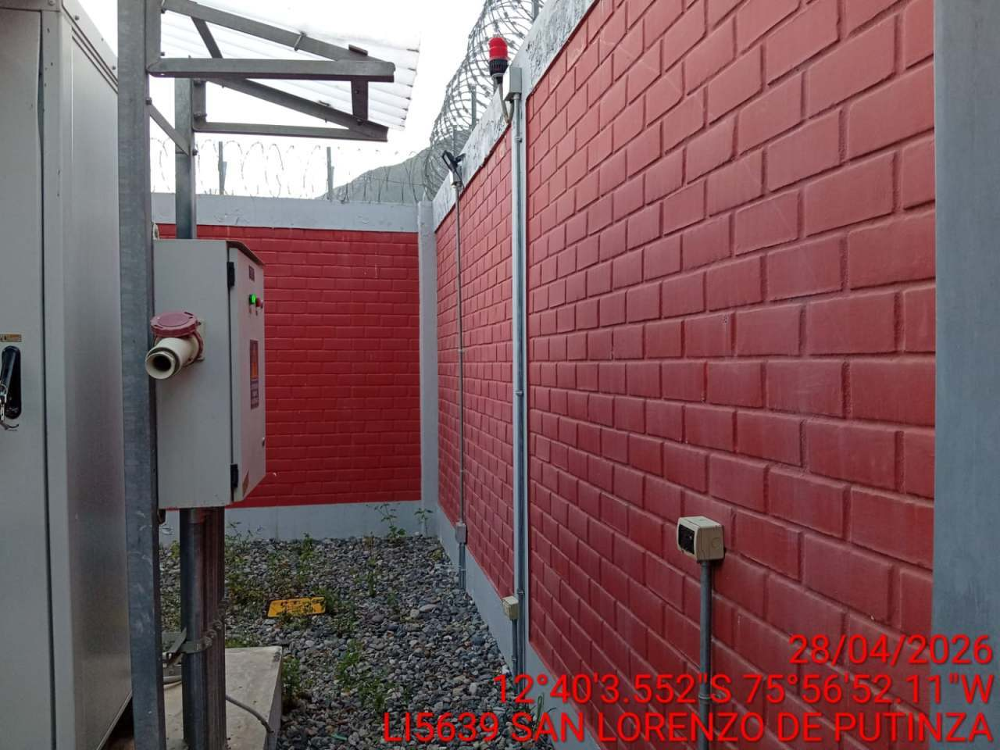 28/04/2026
12°40'3.552"S 75°56'52.11"W
LI5639 SAN LORENZO DE PUTINZA